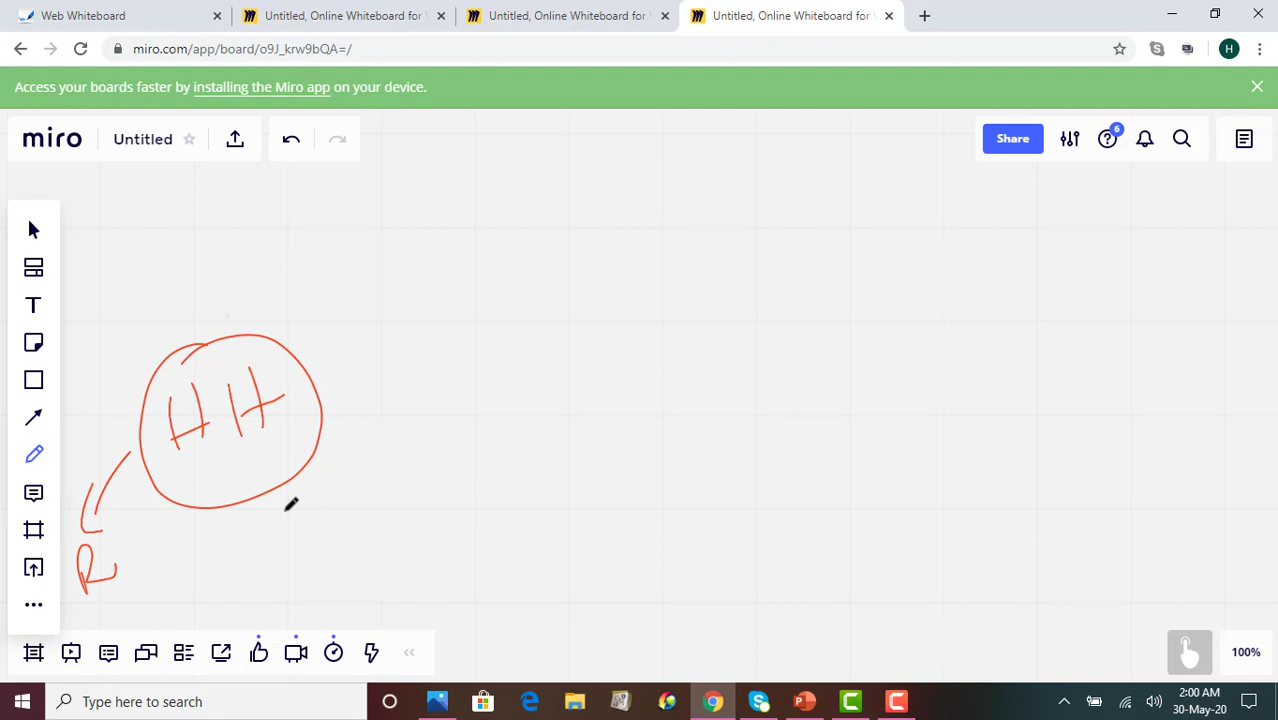 Web Whiteboard
Untitled, Online Whiteboard for V
Untitled, Online Whiteboard for V
Untitled, Online Whiteboard for V
miro.com/app/board/o9J_krw9bQA=/
H
Access your boards faster by installing the Miro app on your device.
miro
Untitled
Share
6
T
HH
R
100%
Type here to search
2:00 AM
30-May-20